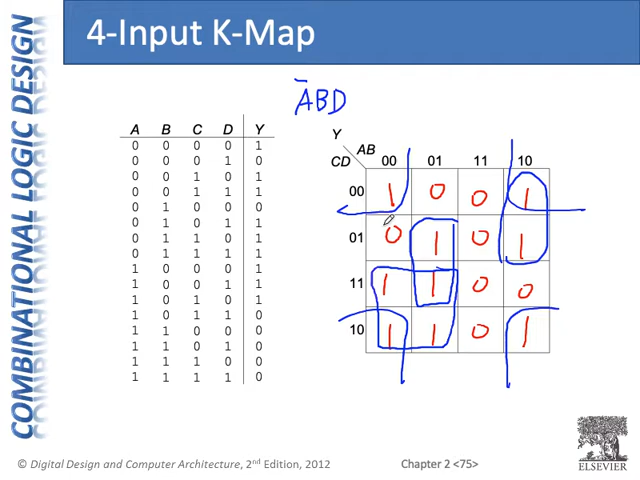 4-Input K-Map
COMBINATIONAL LOGIC DESIGN
A̅BD
A B C D Y
0 0 0 0 1
0 0 0 1 0
0 0 1 0 1
0 0 1 1 1
0 1 0 0 0
0 1 0 1 1
0 1 1 0 1
0 1 1 1 1
1 0 0 0 1
1 0 0 1 1
1 0 1 0 1
1 0 1 1 0
1 1 0 0 0
1 1 0 1 0
1 1 1 0 0
1 1 1 1 0
Y
AB
CD 00 01 11 10
00 1 0 0 1
01 0 1 0 1
11 1 1 0 0
10 1 1 0 1
ELSEVIER
© Digital Design and Computer Architecture, 2nd Edition, 2012
Chapter 2 <75>